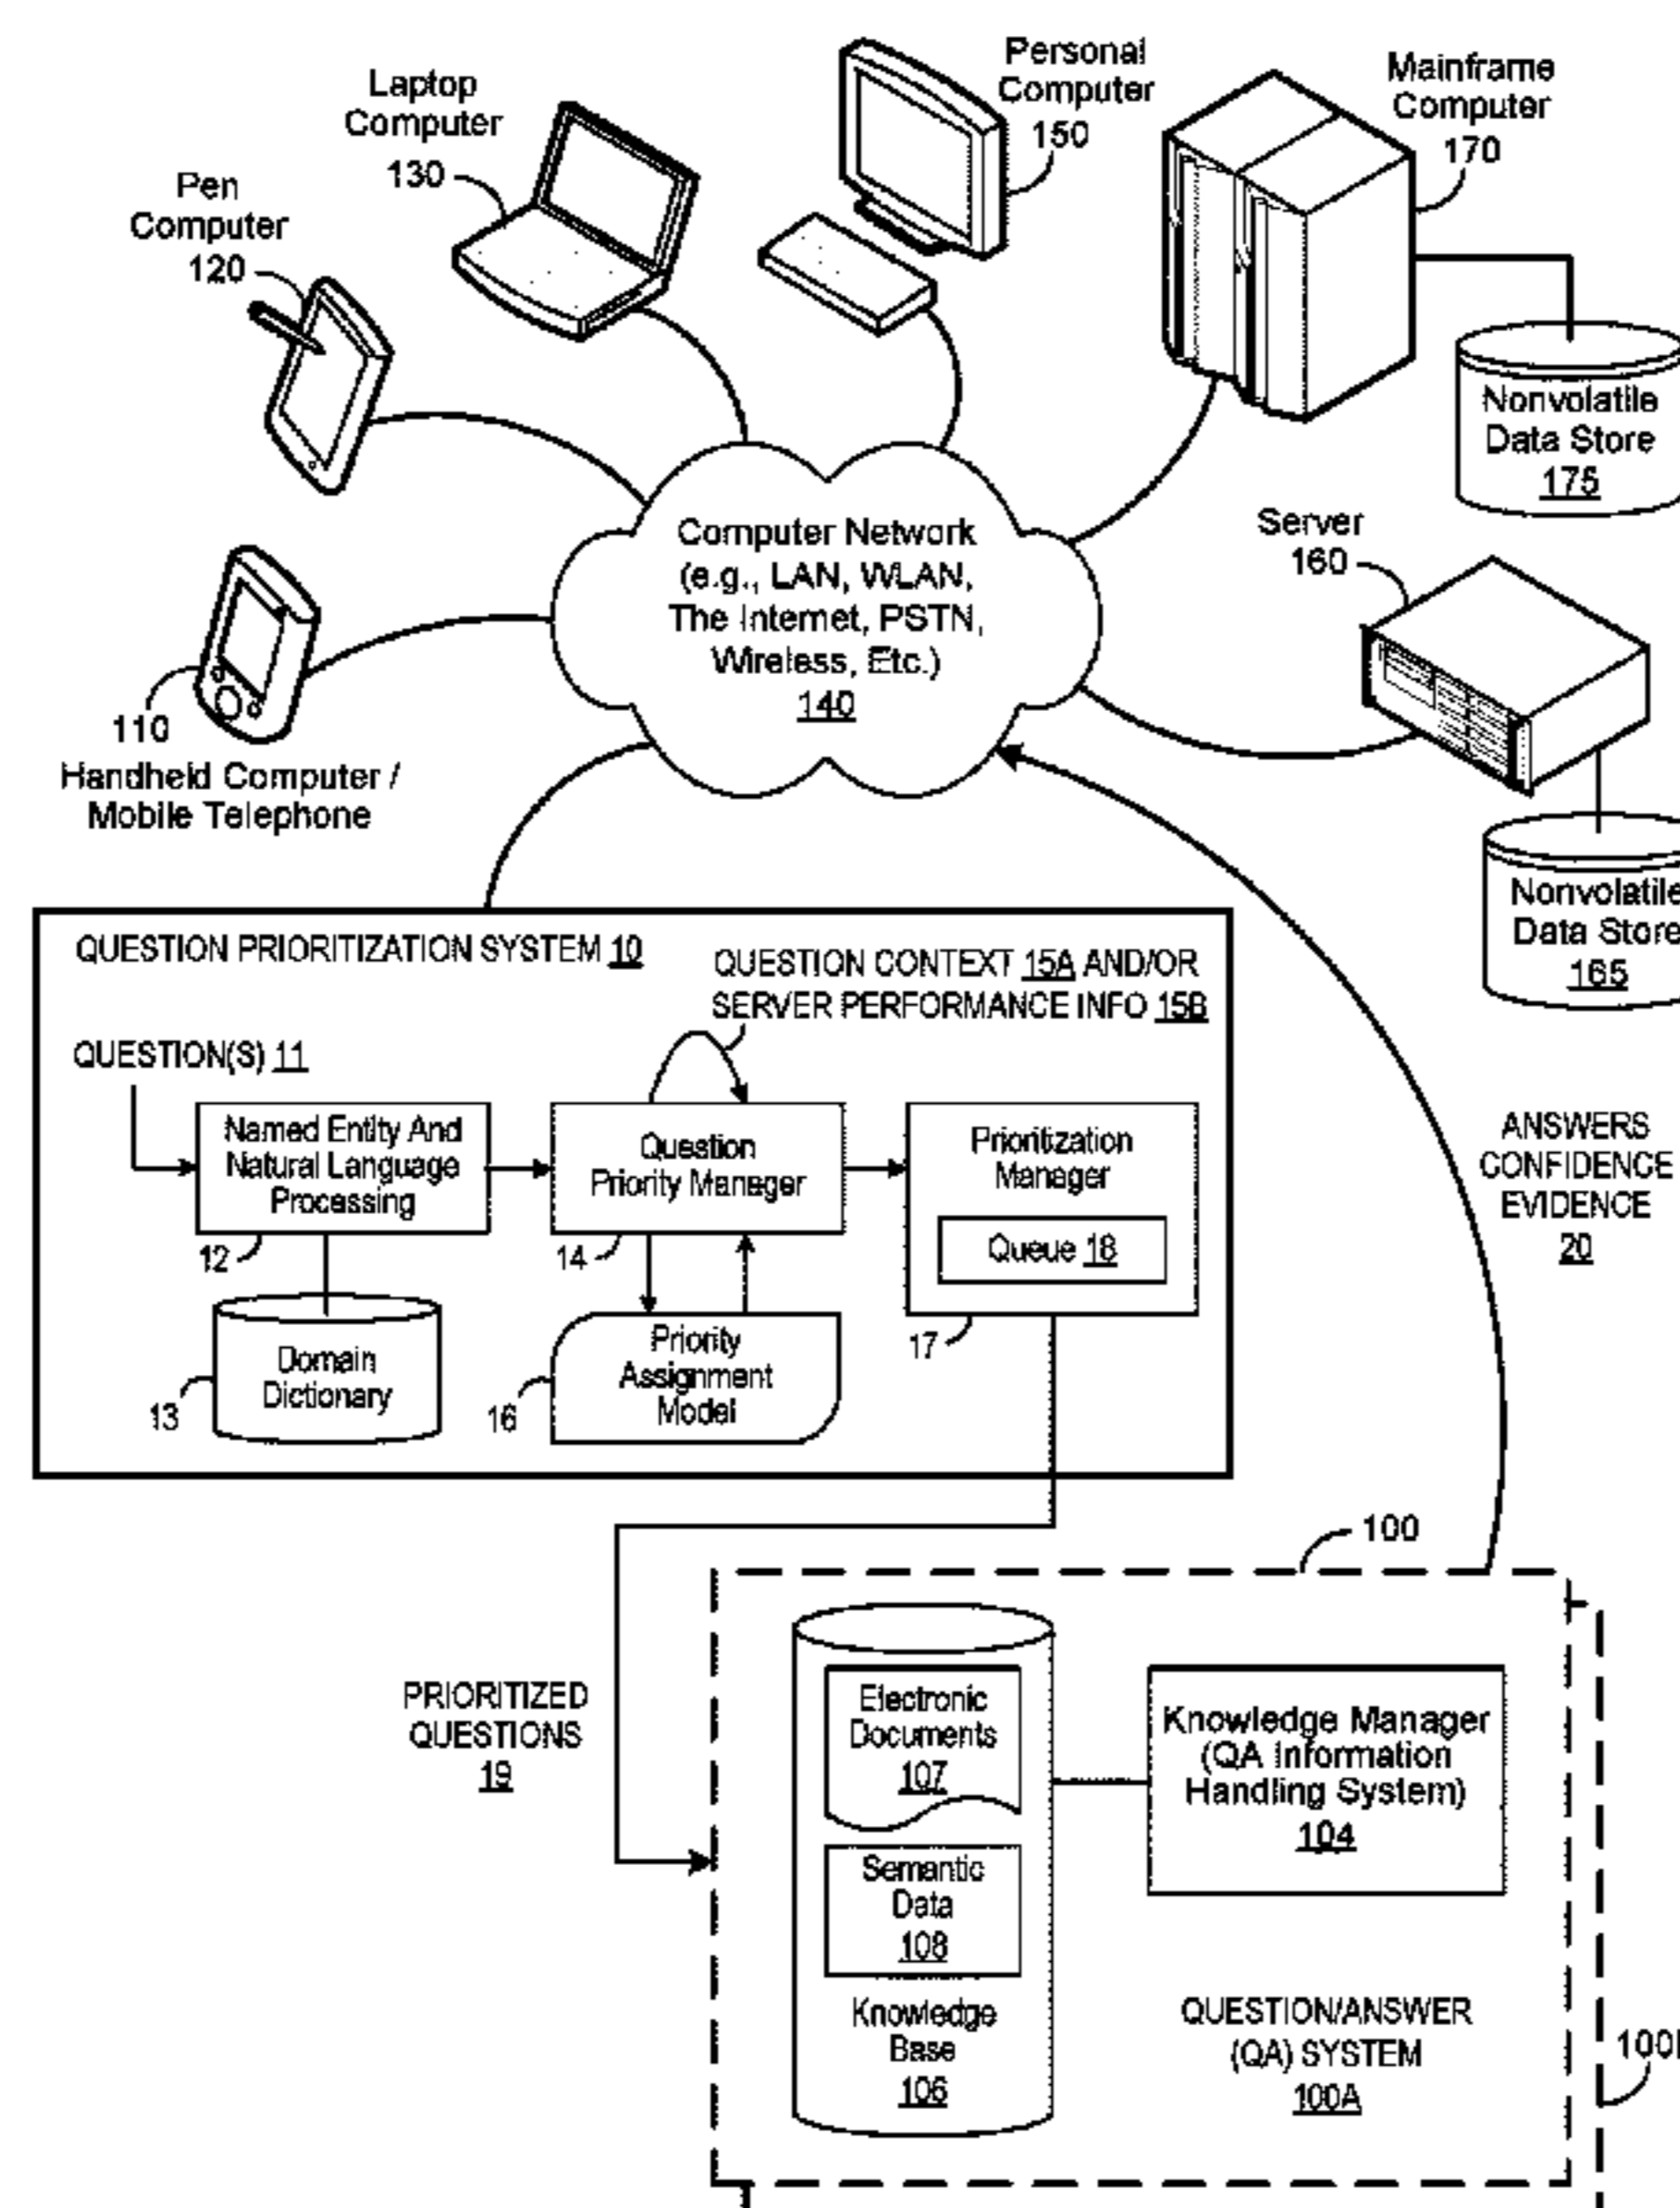 Personal
Computer
150
Mainframe
Computer
170
Laptop
Computer
130
Pen
Computer
120
Nonvolatile
Data Store
175
Server
160
Computer Network
(e.g., LAN, WLAN,
The Internet, PSTN,
Wireless, Etc.)
140
110
Handheld Computer /
Mobile Telephone
Nonvolatile
Data Store
165
QUESTION PRIORITIZATION SYSTEM 10
QUESTION CONTEXT 15A AND/OR
SERVER PERFORMANCE INFO 15B
QUESTION(S) 11
Named Entity And
Natural Language
Processing
12
Question
Priority Manager
14
Prioritization
Manager
Queue 18
17
Domain
Dictionary
13
Priority
Assignment
Model
16
ANSWERS
CONFIDENCE
EVIDENCE
20
100
PRIORITIZED
QUESTIONS
19
Electronic
Documents
107
Semantic
Data
108
Knowledge
Base
106
Knowledge Manager
(QA Information
Handling System)
104
QUESTION/ANSWER
(QA) SYSTEM
100A